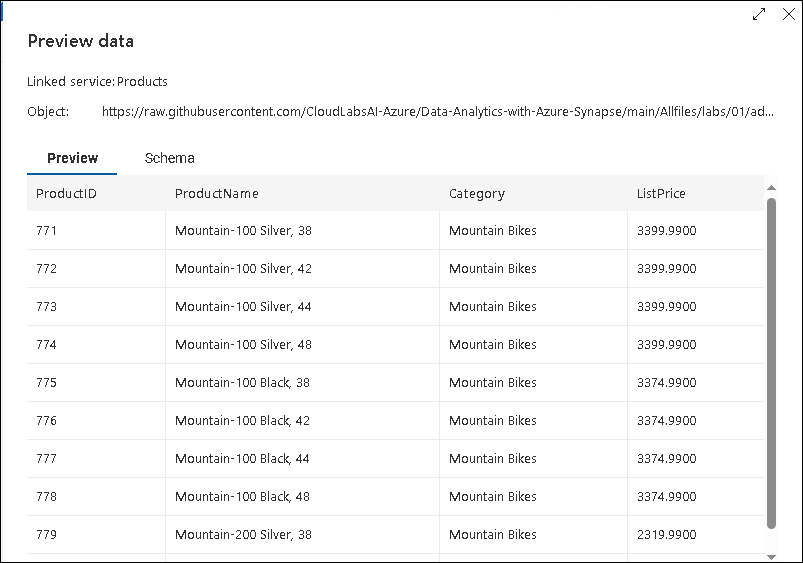 Preview data
Linked service: Products
Object: https://raw.githubusercontent.com/CloudLabsAI-Azure/Data-Analytics-with-Azure-Synapse/main/Allfiles/labs/01/ad...
Preview Schema
ProductID ProductName Category ListPrice
771 Mountain-100 Silver, 38 Mountain Bikes 3399.9900
772 Mountain-100 Silver, 42 Mountain Bikes 3399.9900
773 Mountain-100 Silver, 44 Mountain Bikes 3399.9900
774 Mountain-100 Silver, 48 Mountain Bikes 3399.9900
775 Mountain-100 Black, 38 Mountain Bikes 3374.9900
776 Mountain-100 Black, 42 Mountain Bikes 3374.9900
777 Mountain-100 Black, 44 Mountain Bikes 3374.9900
778 Mountain-100 Black, 48 Mountain Bikes 3374.9900
779 Mountain-200 Silver, 38 Mountain Bikes 2319.9900